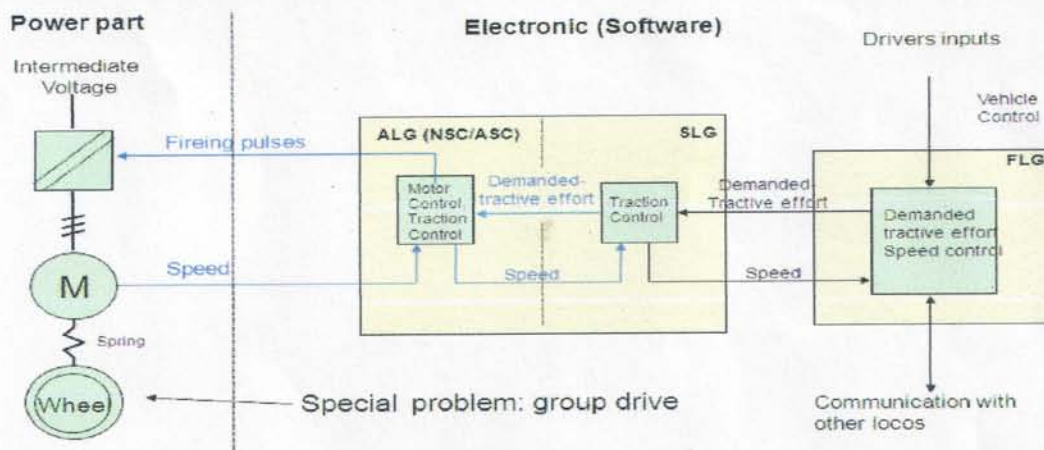 Power part
Electronic (Software)
Drivers inputs
Intermediate
Voltage
Vehicle
Control
ALG (NSC/ASC)
SLG
FLG
Fireing pulses
Motor
Control,
Traction
Control
Demanded-
tractive effort
Traction
Control
Demanded-
Tractive effort
Demanded
tractive effort
Speed control
Speed
Speed
Speed
M
Spring
Wheel
Special problem: group drive
Communication with
other locos